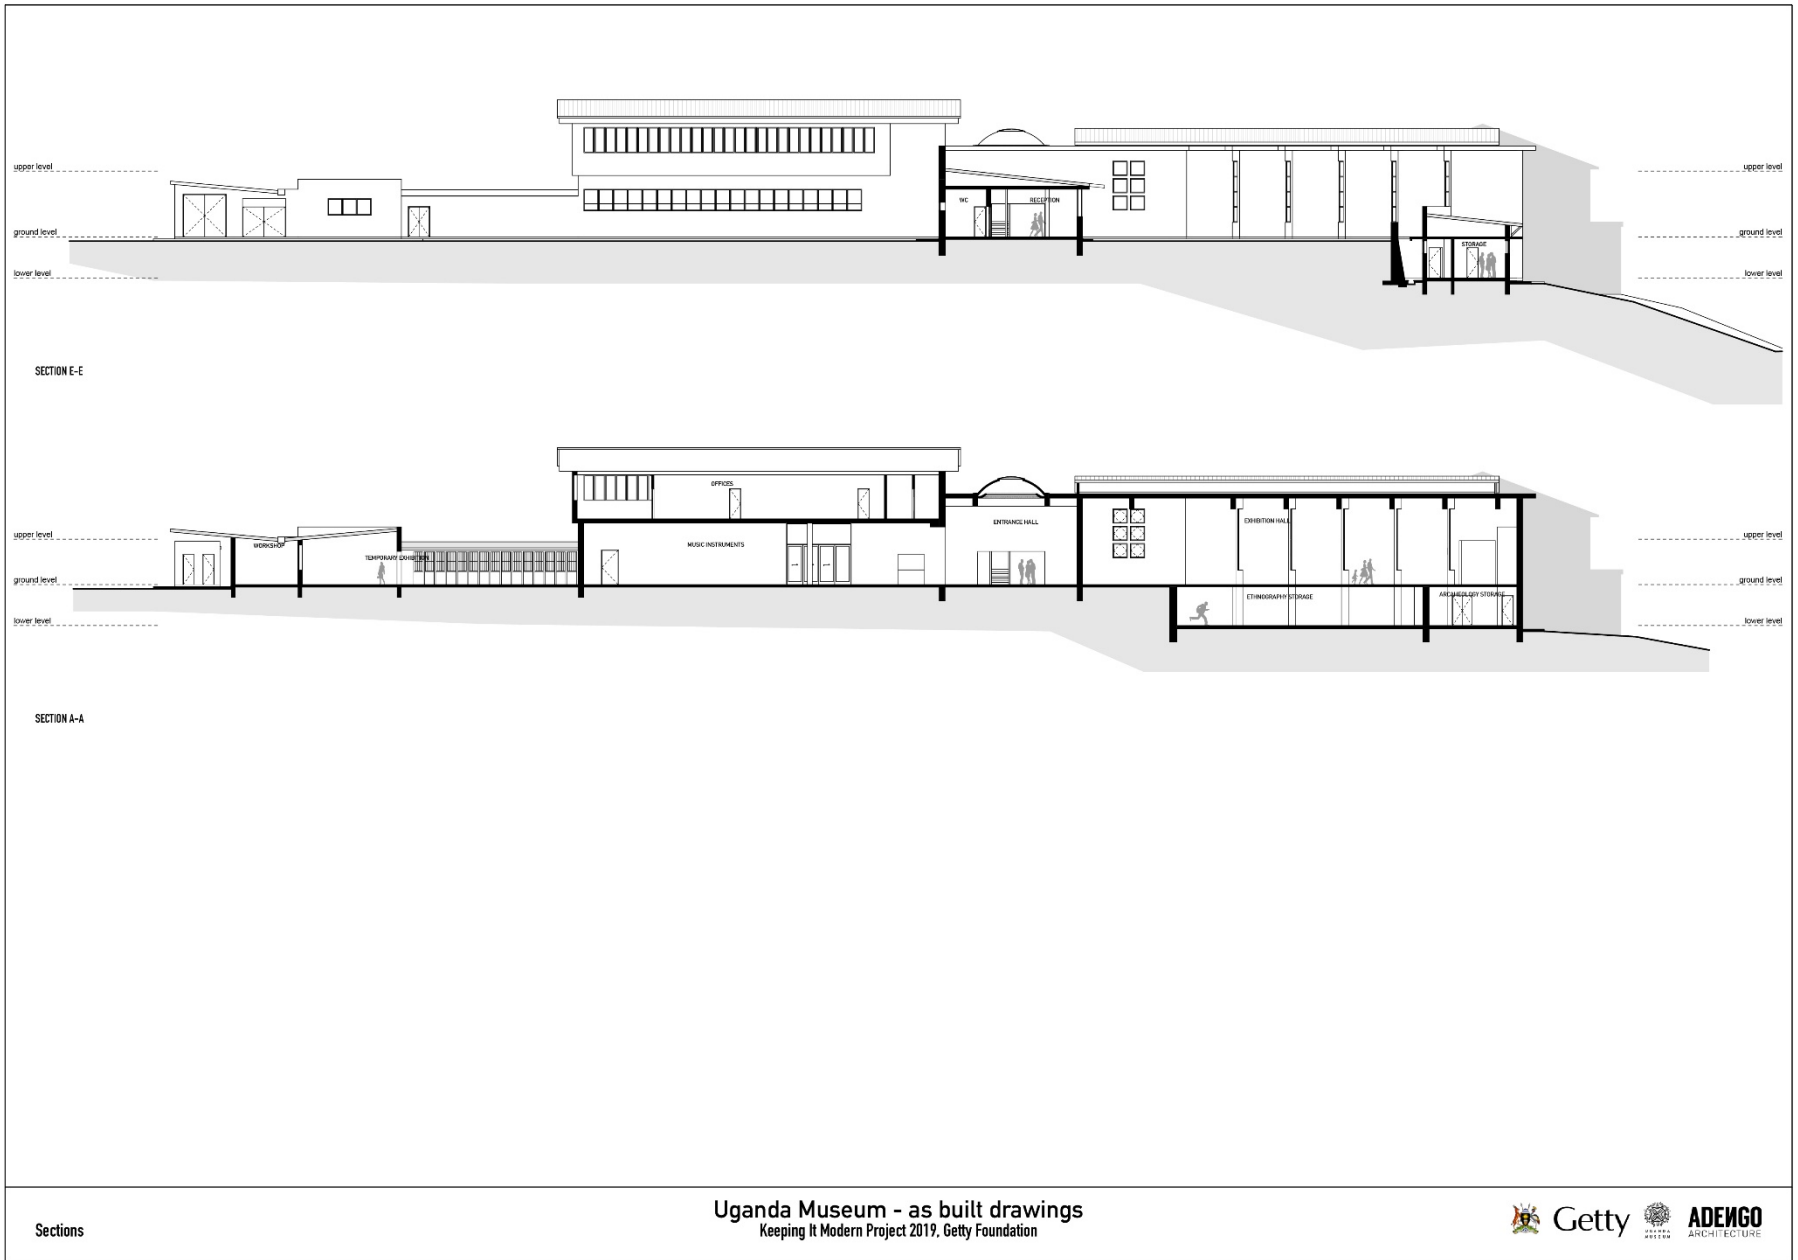 upper level
upper level
WC
RECEPTION
ground level
ground level
STORAGE
lower level
lower level
SECTION E-E
OFFICES
ENTRANCE HALL
EXHIBITION HALL
upper level
upper level
WORKSHOP
MUSIC INSTRUMENTS
TEMPORARY EXHIBITION
ground level
ground level
ETHNOGRAPHY STORAGE
ARCHAEOLOGY STORAGE
lower level
lower level
SECTION A-A
Sections
Uganda Museum - as built drawings
Keeping It Modern Project 2019, Getty Foundation
Getty
UGANDA
MUSEUM
ADENGO
ARCHITECTURE